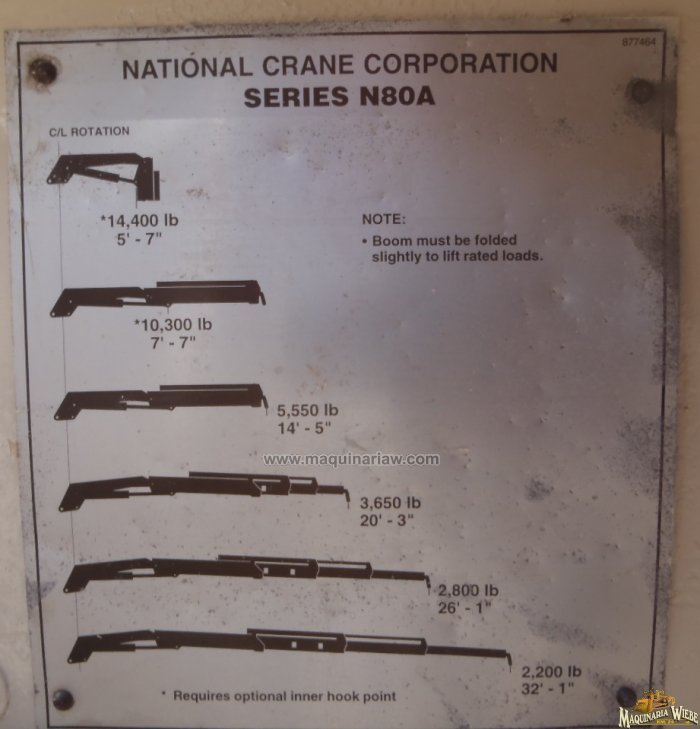 877464
NATIONAL CRANE CORPORATION
SERIES N80A
C/L ROTATION
*14,400 lb
5' - 7"
NOTE:
• Boom must be folded
slightly to lift rated loads.
*10,300 lb
7' - 7"
5,550 lb
14' - 5"
www.maquinariaw.com
3,650 lb
20' - 3"
2,800 lb
26' - 1"
2,200 lb
32' - 1"
* Requires optional inner hook point
MAQUINARIA WIEBE